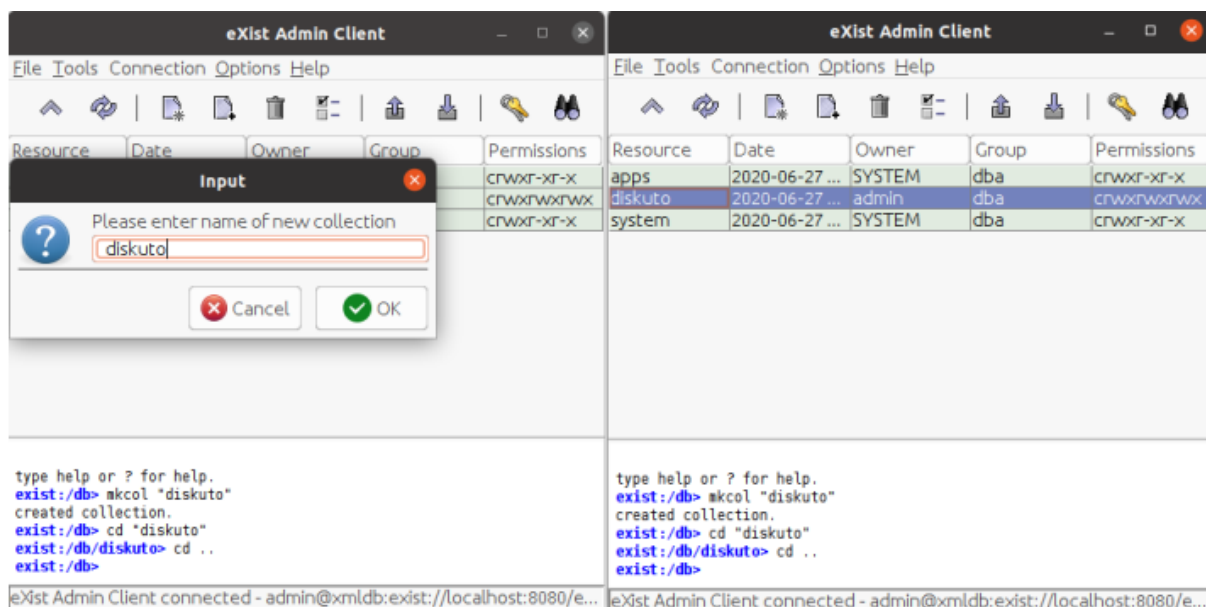 eXist Admin Client
File Tools Connection Options Help
Resource Date Owner Group Permissions
crwxr-xr-x
crwxrwxrwx
crwxr-xr-x
Input
Please enter name of new collection
diskuto
Cancel OK
type help or ? for help.
exist:/db> mkcol "diskuto"
created collection.
exist:/db> cd "diskuto"
exist:/db/diskuto> cd ..
exist:/db>
eXist Admin Client connected - admin@xmldb:exist://localhost:8080/e...
eXist Admin Client
File Tools Connection Options Help
Resource Date Owner Group Permissions
apps 2020-06-27 ... SYSTEM dba crwxr-xr-x
diskuto 2020-06-27 ... admin dba crwxrwxrwx
system 2020-06-27 ... SYSTEM dba crwxr-xr-x
type help or ? for help.
exist:/db> mkcol "diskuto"
created collection.
exist:/db> cd "diskuto"
exist:/db/diskuto> cd ..
exist:/db>
eXist Admin Client connected - admin@xmldb:exist://localhost:8080/e...